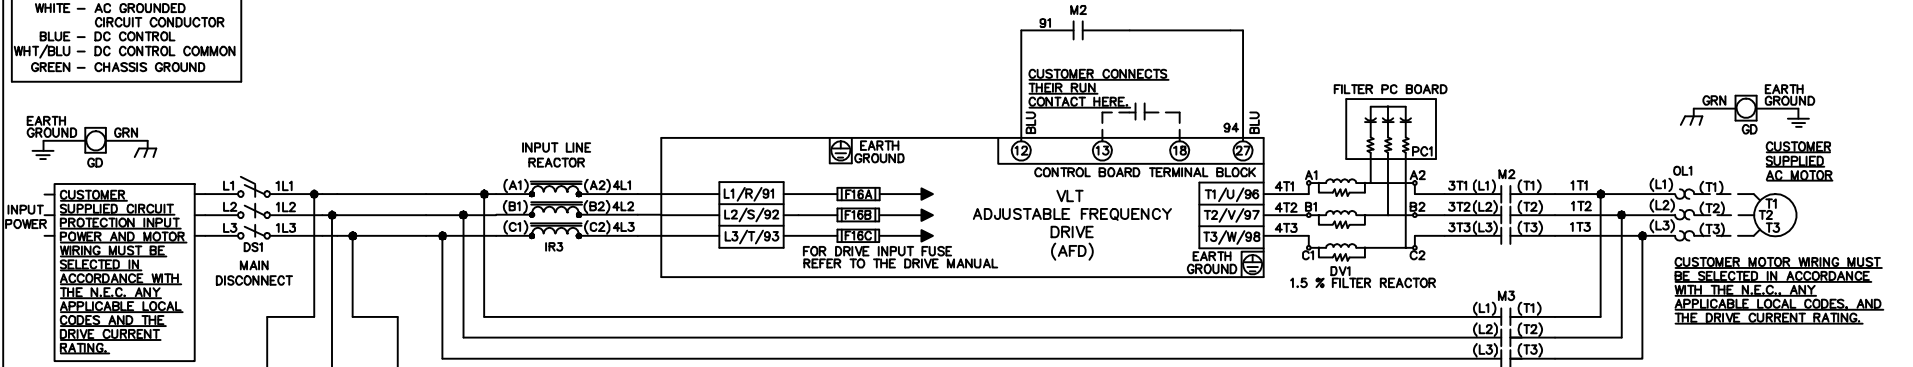 WHITE – AC GROUNDED
CIRCUIT CONDUCTOR
BLUE – DC CONTROL
WHT/BLU – DC CONTROL COMMON
GREEN – CHASSIS GROUND
EARTH
GROUND
GRN
GD
INPUT
POWER
CUSTOMER
SUPPLIED CIRCUIT
PROTECTION INPUT
POWER AND MOTOR
WIRING MUST BE
SELECTED IN
ACCORDANCE WITH
THE N.E.C. ANY
APPLICABLE LOCAL
CODES AND THE
DRIVE CURRENT
RATING.
L1 1L1
L2 1L2
L3 1L3
DS1
MAIN
DISCONNECT
INPUT LINE
REACTOR
(A1) (A2) 4L1
(B1) (B2) 4L2
(C1) (C2) 4L3
IR3
L1/R/91
L2/S/92
L3/T/93
F16A
F16B
F16C
FOR DRIVE INPUT FUSE
REFER TO THE DRIVE MANUAL
EARTH
GROUND
M2
91
CUSTOMER CONNECTS
THEIR RUN
CONTACT HERE.
BLU
94
BLU
12 13 18 27
CONTROL BOARD TERMINAL BLOCK
VLT
ADJUSTABLE FREQUENCY
DRIVE
(AFD)
T1/U/96
T2/V/97
T3/W/98
EARTH
GROUND
4T1
4T2
4T3
FILTER PC BOARD
PC1
A1 A2
B1 B2
C1 C2
DV1
1.5 % FILTER REACTOR
M2
3T1 (L1) (T1) 1T1
3T2 (L2) (T2) 1T2
3T3 (L3) (T3) 1T3
M3
(L1) (T1)
(L2) (T2)
(L3) (T3)
OL1
(L1) (T1)
(L2) (T2)
(L3) (T3)
T1
T2
T3
GRN
EARTH
GROUND
GD
CUSTOMER
SUPPLIED
AC MOTOR
CUSTOMER MOTOR WIRING MUST
BE SELECTED IN ACCORDANCE
WITH THE N.E.C., ANY
APPLICABLE LOCAL CODES, AND
THE DRIVE CURRENT RATING.